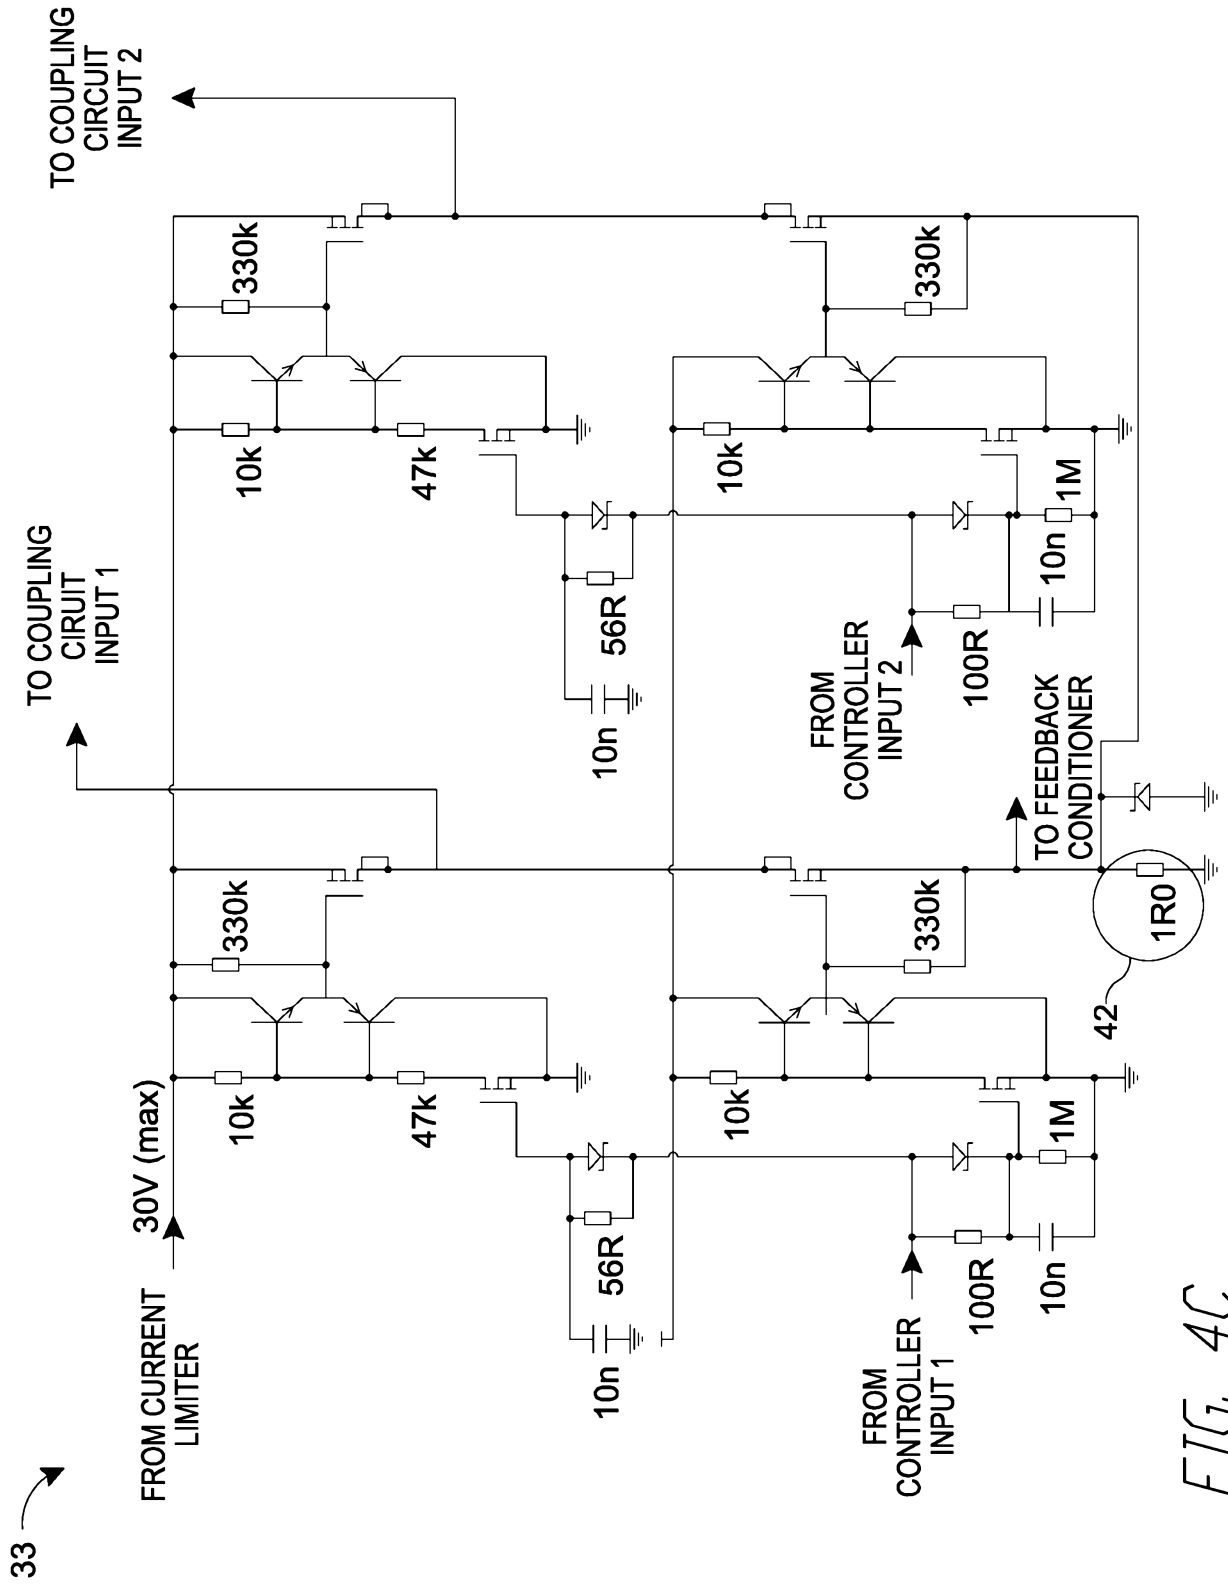 33
FROM CURRENT
LIMITER
30V (max)
TO COUPLING
CIRUIT
INPUT 1
TO COUPLING
CIRCUIT
INPUT 2
10k
330k
10k
330k
47k
47k
10n
56R
10n
56R
10k
330k
10k
330k
FROM
CONTROLLER
INPUT 1
100R
10n
1M
FROM
CONTROLLER
INPUT 2
100R
10n
1M
TO FEEDBACK
CONDITIONER
42
1R0
FIG. 4C